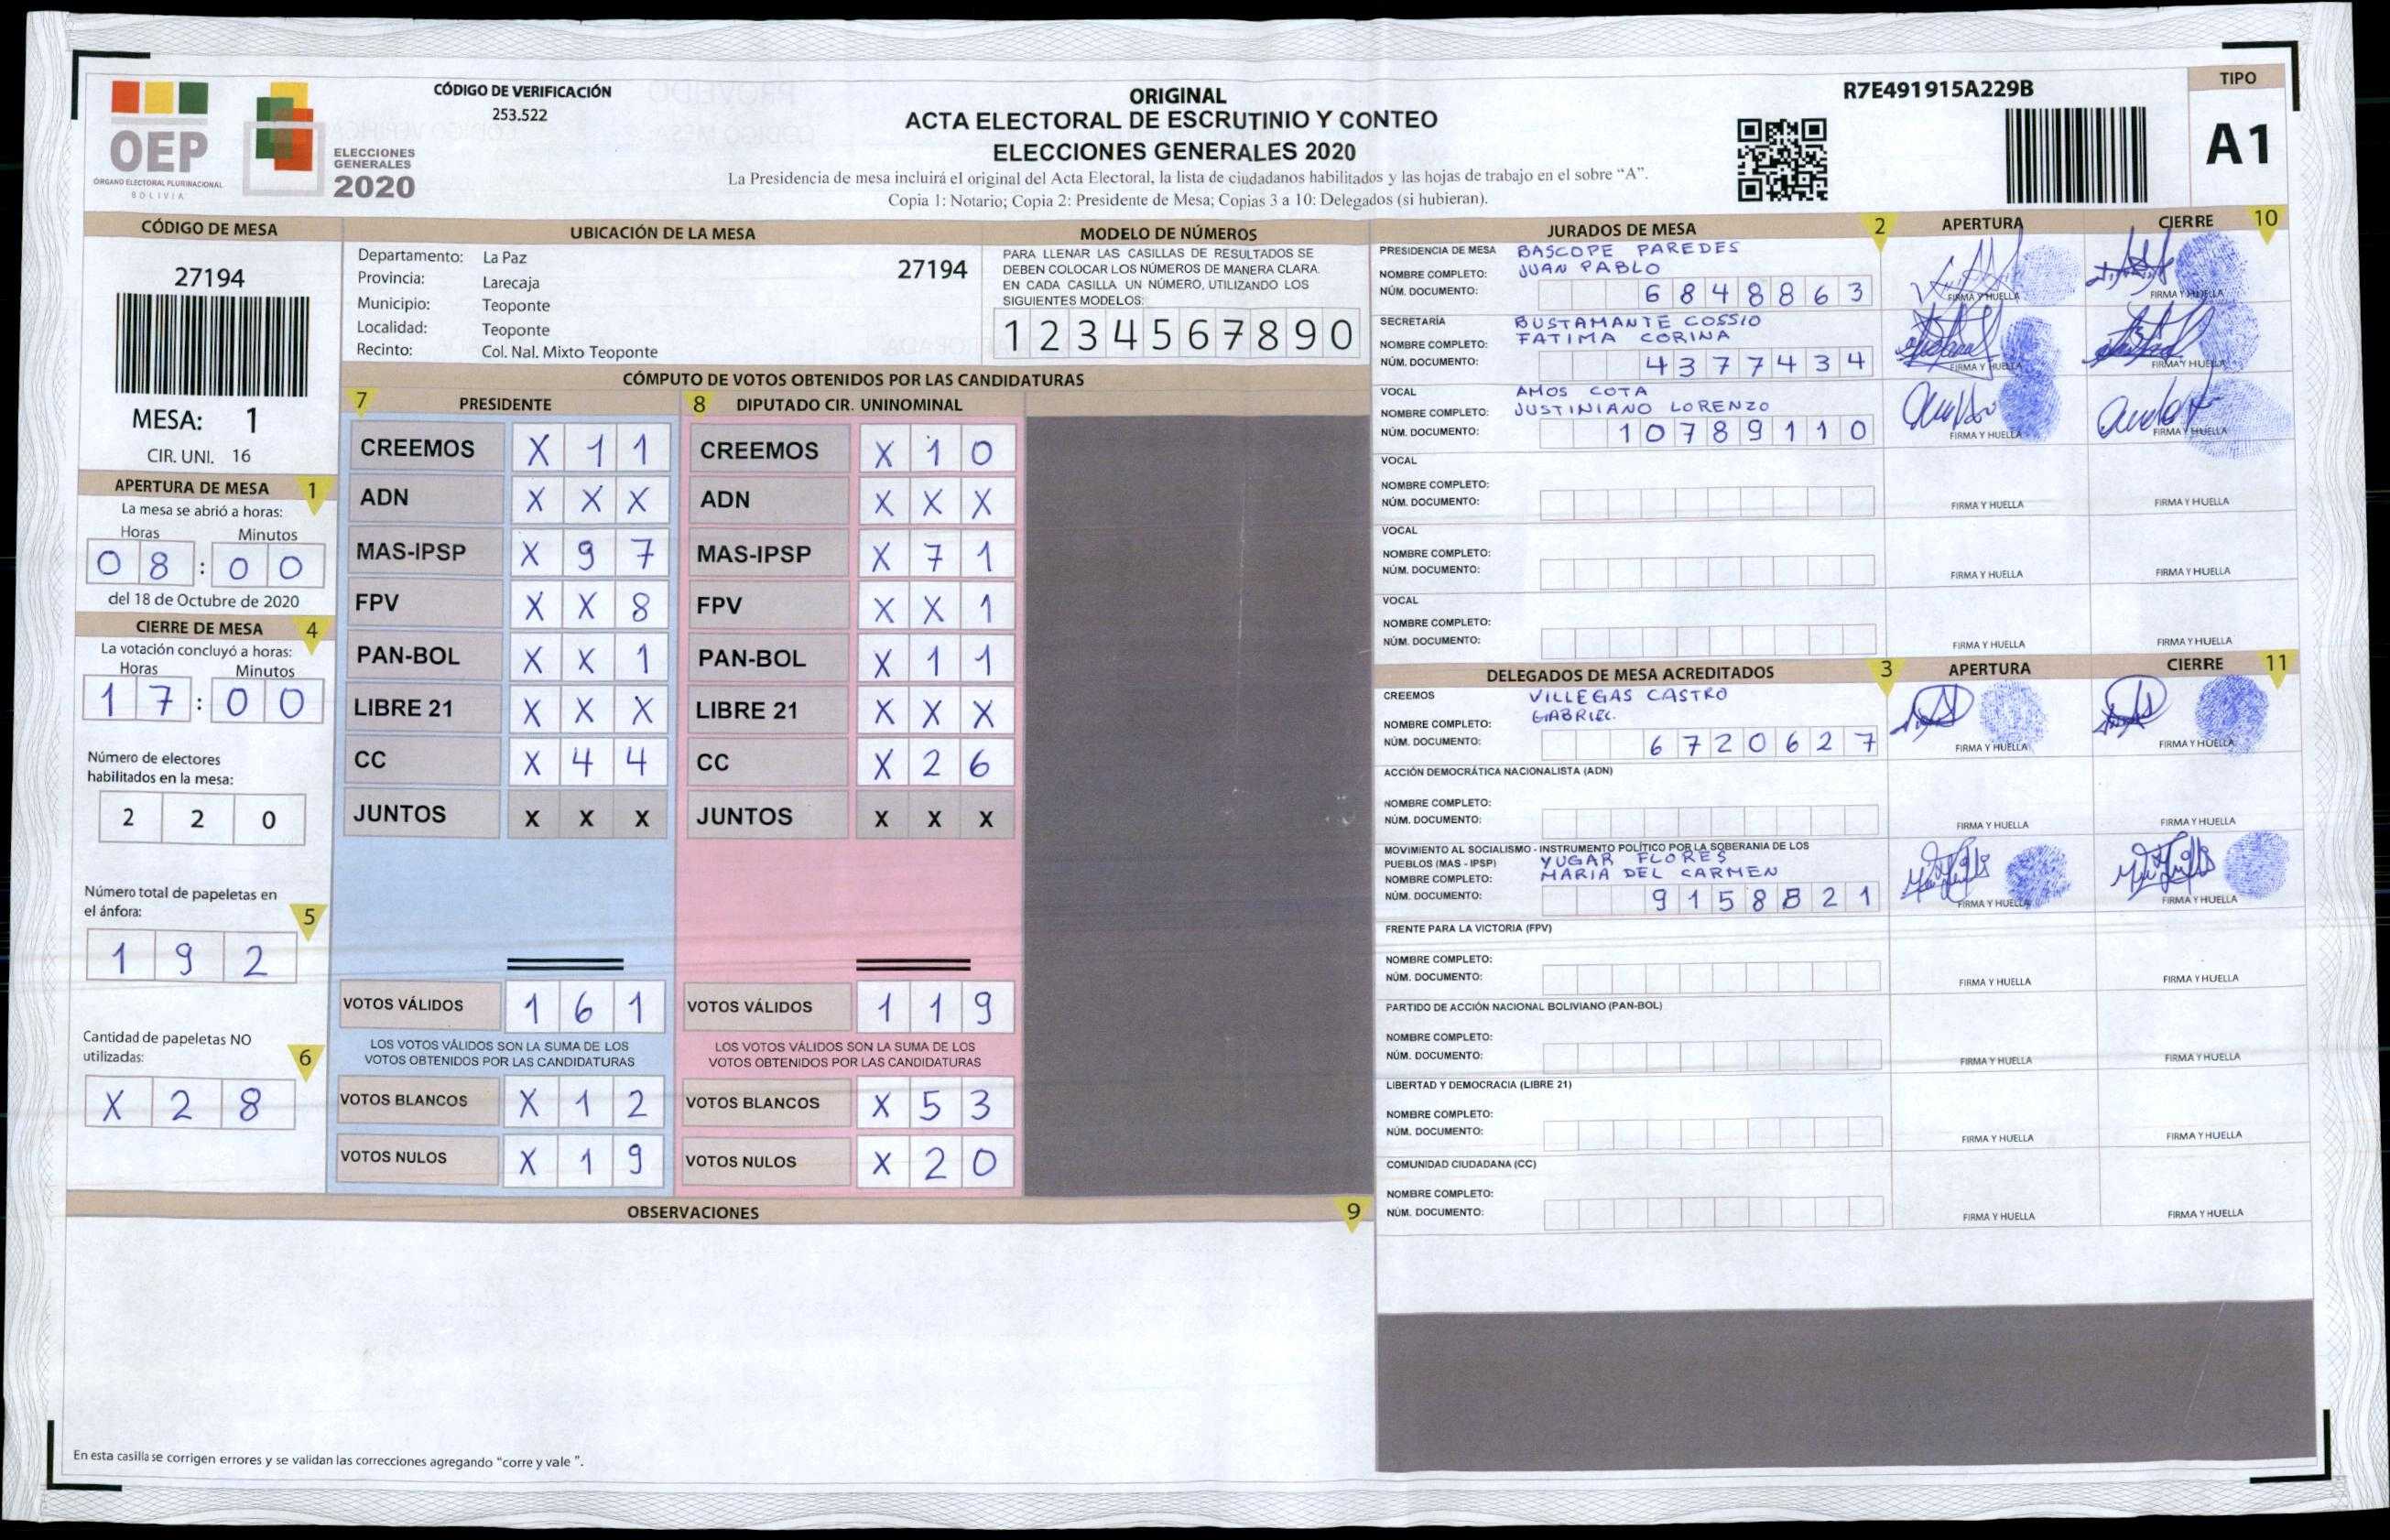 OEP
ÓRGANO ELECTORAL PLURINACIONAL
BOLIVIA
ELECCIONES
GENERALES
2020
CÓDIGO DE VERIFICACIÓN
253.522
ORIGINAL
ACTA ELECTORAL DE ESCRUTINIO Y CONTEO
ELECCIONES GENERALES 2020
La Presidencia de mesa incluirá el original del Acta Electoral, la lista de ciudadanos habilitados y las hojas de trabajo en el sobre “A”.
Copia 1: Notario; Copia 2: Presidente de Mesa; Copias 3 a 10: Delegados (si hubieran).
R7E491915A229B
TIPO
A1
CÓDIGO DE MESA
27194
MESA: 1
CIR. UNI. 16
APERTURA DE MESA 1
La mesa se abrió a horas:
Horas Minutos
0 8 : 0 0
del 18 de Octubre de 2020
CIERRE DE MESA 4
La votación concluyó a horas:
Horas Minutos
1 7 : 0 0
Número de electores
habilitados en la mesa:
2 2 0
Número total de papeletas en
el ánfora: 5
1 9 2
Cantidad de papeletas NO
utilizadas: 6
X 2 8
UBICACIÓN DE LA MESA
Departamento: La Paz
Provincia: Larecaja
Municipio: Teoponte
Localidad: Teoponte
Recinto: Col. Nal. Mixto Teoponte
27194
MODELO DE NÚMEROS
PARA LLENAR LAS CASILLAS DE RESULTADOS SE
DEBEN COLOCAR LOS NÚMEROS DE MANERA CLARA.
EN CADA CASILLA UN NÚMERO, UTILIZANDO LOS
SIGUIENTES MODELOS:
1 2 3 4 5 6 7 8 9 0
CÓMPUTO DE VOTOS OBTENIDOS POR LAS CANDIDATURAS
7 PRESIDENTE
CREEMOS X 1 1
ADN X X X
MAS-IPSP X 9 7
FPV X X 8
PAN-BOL X X 1
LIBRE 21 X X X
CC X 4 4
JUNTOS X X X
VOTOS VÁLIDOS 1 6 1
LOS VOTOS VÁLIDOS SON LA SUMA DE LOS
VOTOS OBTENIDOS POR LAS CANDIDATURAS
VOTOS BLANCOS X 1 2
VOTOS NULOS X 1 9
8 DIPUTADO CIR. UNINOMINAL
CREEMOS X 1 0
ADN X X X
MAS-IPSP X 7 1
FPV X X 1
PAN-BOL X 1 1
LIBRE 21 X X X
CC X 2 6
JUNTOS X X X
VOTOS VÁLIDOS 1 1 9
LOS VOTOS VÁLIDOS SON LA SUMA DE LOS
VOTOS OBTENIDOS POR LAS CANDIDATURAS
VOTOS BLANCOS X 5 3
VOTOS NULOS X 2 0
OBSERVACIONES 9
En esta casilla se corrigen errores y se validan las correcciones agregando “corre y vale ”.
JURADOS DE MESA 2 APERTURA CIERRE 10
PRESIDENCIA DE MESA BASCOPE PAREDES
NOMBRE COMPLETO: JUAN PABLO
NÚM. DOCUMENTO: 6 8 4 8 8 6 3 FIRMA Y HUELLA FIRMA Y HUELLA
SECRETARÍA BUSTAMANTE COSSIO
NOMBRE COMPLETO: FATIMA CORINA
NÚM. DOCUMENTO: 4 3 7 7 4 3 4 FIRMA Y HUELLA FIRMA Y HUELLA
VOCAL AMOS COTA
NOMBRE COMPLETO: JUSTINIANO LORENZO
NÚM. DOCUMENTO: 1 0 7 8 9 1 1 0 FIRMA Y HUELLA FIRMA Y HUELLA
VOCAL
NOMBRE COMPLETO:
NÚM. DOCUMENTO: FIRMA Y HUELLA FIRMA Y HUELLA
VOCAL
NOMBRE COMPLETO:
NÚM. DOCUMENTO: FIRMA Y HUELLA FIRMA Y HUELLA
VOCAL
NOMBRE COMPLETO:
NÚM. DOCUMENTO: FIRMA Y HUELLA FIRMA Y HUELLA
DELEGADOS DE MESA ACREDITADOS 3 APERTURA CIERRE 11
CREEMOS VILLEGAS CASTRO
NOMBRE COMPLETO: GABRIEL.
NÚM. DOCUMENTO: 6 7 2 0 6 2 7 FIRMA Y HUELLA FIRMA Y HUELLA
ACCIÓN DEMOCRÁTICA NACIONALISTA (ADN)
NOMBRE COMPLETO:
NÚM. DOCUMENTO: FIRMA Y HUELLA FIRMA Y HUELLA
MOVIMIENTO AL SOCIALISMO - INSTRUMENTO POLÍTICO POR LA SOBERANIA DE LOS
PUEBLOS (MAS - IPSP) YUGAR FLORES
NOMBRE COMPLETO: MARIA DEL CARMEN
NÚM. DOCUMENTO: 9 1 5 8 8 2 1 FIRMA Y HUELLA FIRMA Y HUELLA
FRENTE PARA LA VICTORIA (FPV)
NOMBRE COMPLETO:
NÚM. DOCUMENTO: FIRMA Y HUELLA FIRMA Y HUELLA
PARTIDO DE ACCIÓN NACIONAL BOLIVIANO (PAN-BOL)
NOMBRE COMPLETO:
NÚM. DOCUMENTO: FIRMA Y HUELLA FIRMA Y HUELLA
LIBERTAD Y DEMOCRACIA (LIBRE 21)
NOMBRE COMPLETO:
NÚM. DOCUMENTO: FIRMA Y HUELLA FIRMA Y HUELLA
COMUNIDAD CIUDADANA (CC)
NOMBRE COMPLETO:
NÚM. DOCUMENTO: FIRMA Y HUELLA FIRMA Y HUELLA